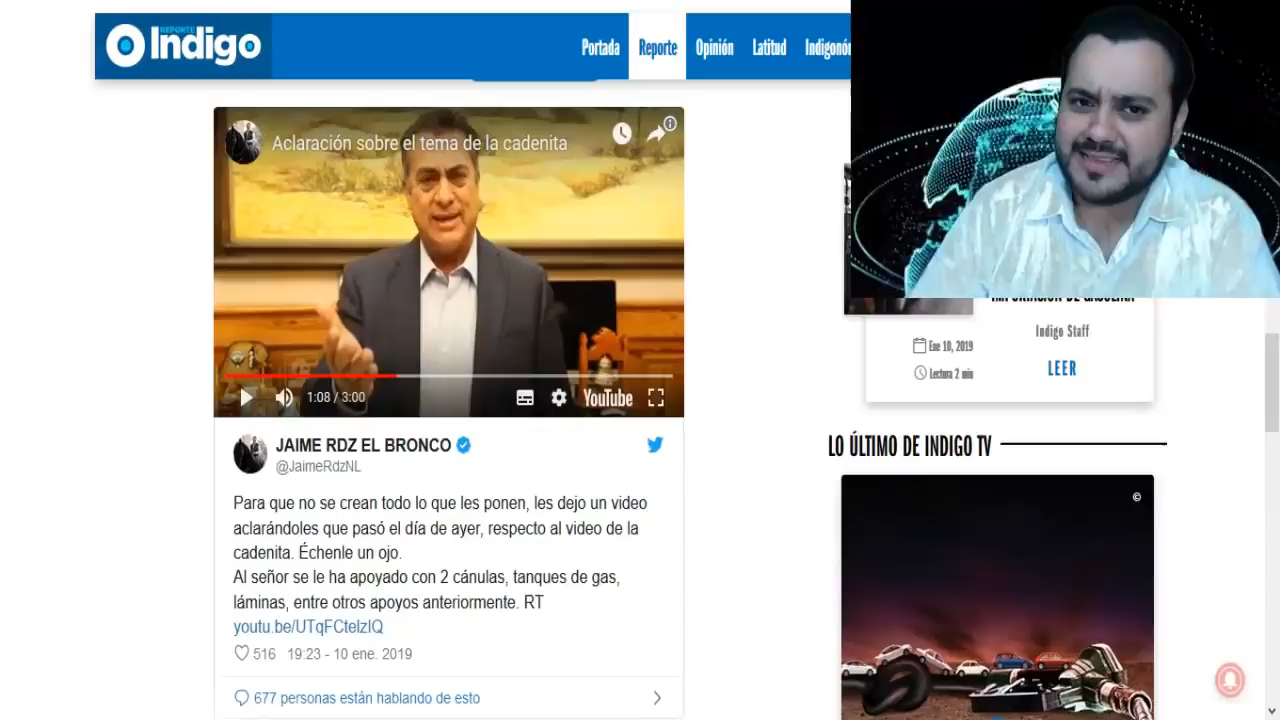 REPORTE
Indigo
Portada
Reporte
Opinión
Latitud
Indigonón
Aclaración sobre el tema de la cadenita
1:08 / 3:00
YouTube
JAIME RDZ EL BRONCO
@JaimeRdzNL
Para que no se crean todo lo que les ponen, les dejo un video
aclarándoles que pasó el día de ayer, respecto al video de la
cadenita. Échenle un ojo.
Al señor se le ha apoyado con 2 cánulas, tanques de gas,
láminas, entre otros apoyos anteriormente. RT
youtu.be/UTqFCtelzIQ
516 19:23 - 10 ene. 2019
677 personas están hablando de esto
Indigo Staff
Ene 10, 2019
Lectura 2 min
LEER
LO ÚLTIMO DE INDIGO TV
©